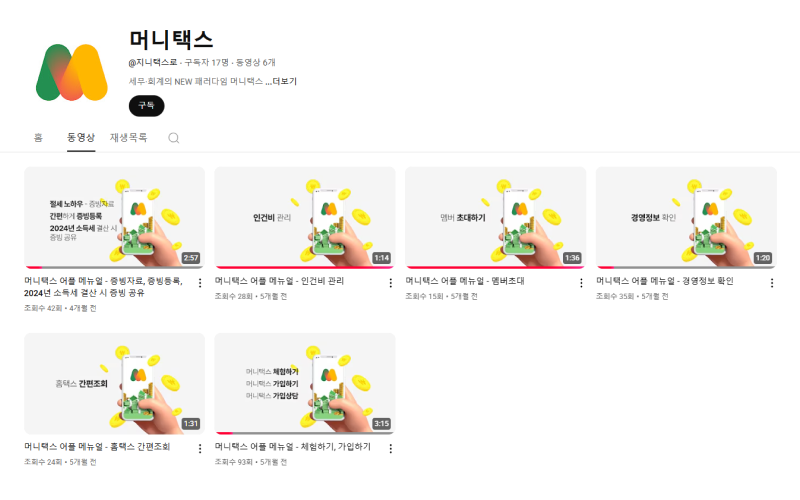 머니택스
@지니택스로 · 구독자 17명 · 동영상 6개
세무·회계의 NEW 패러다임 머니택스 ...더보기
구독
홈 동영상 재생목록
절세 노하우 - 증빙자료
간편하게 증빙등록
2024년 소득세 결산 시
증빙 공유
2:57
인건비 관리
1:14
멤버 초대하기
1:36
경영정보 확인
1:20
머니택스 어플 메뉴얼 - 증빙자료, 증빙등록,
2024년 소득세 결산 시 증빙 공유
조회수 42회 • 4개월 전
머니택스 어플 메뉴얼 - 인건비 관리
조회수 28회 • 5개월 전
머니택스 어플 메뉴얼 - 멤버초대
조회수 15회 • 5개월 전
머니택스 어플 메뉴얼 - 경영정보 확인
조회수 35회 • 5개월 전
홈택스 간편조회
1:31
머니택스 체험하기
머니택스 가입하기
머니택스 가입상담
3:15
머니택스 어플 메뉴얼 - 홈택스 간편조회
조회수 24회 • 5개월 전
머니택스 어플 메뉴얼 - 체험하기, 가입하기
조회수 93회 • 5개월 전